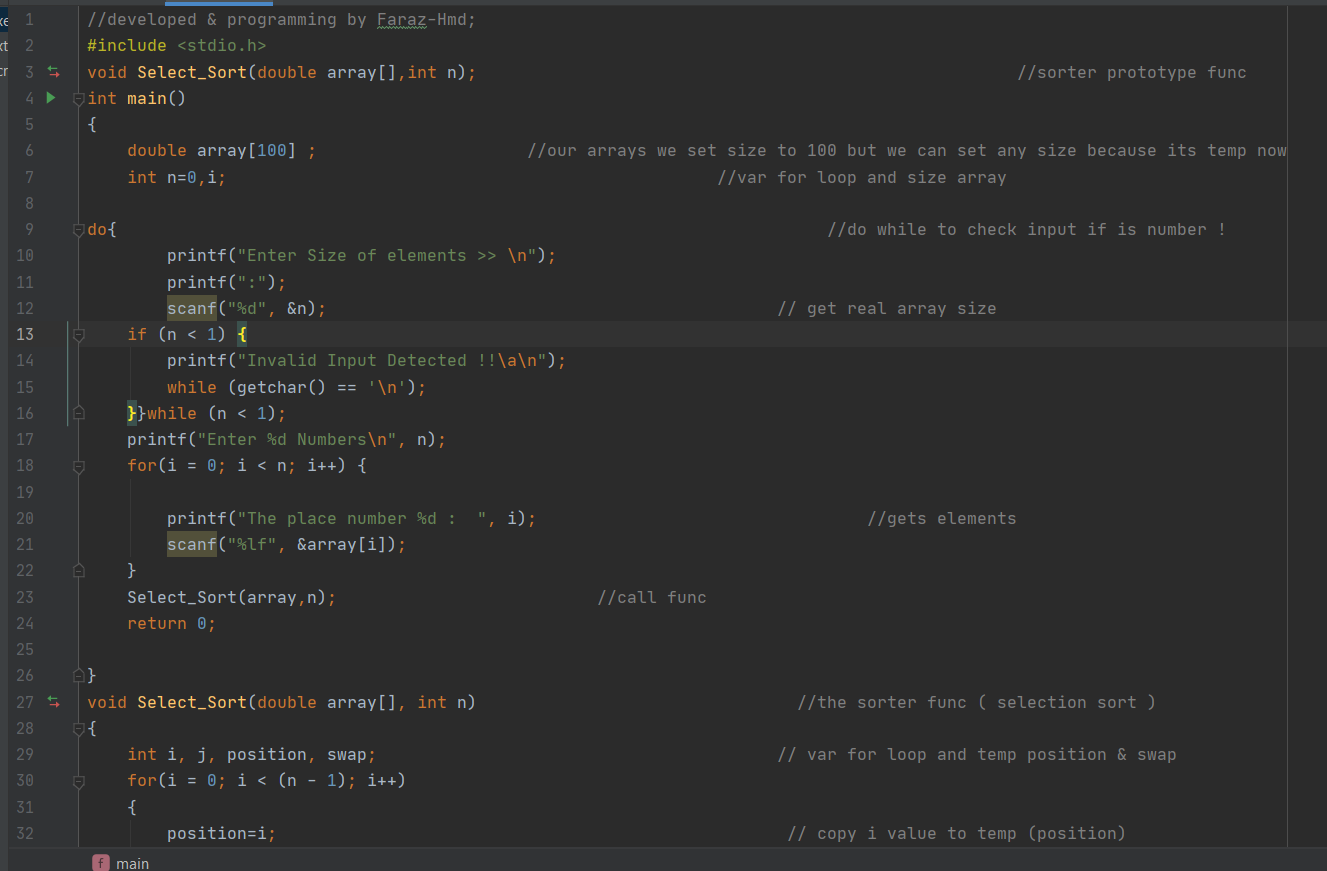 xe
xt
cr
1 //developed & programming by Faraz-Hmd;
2 #include <stdio.h>
3 void Select_Sort(double array[],int n); //sorter prototype func
4 int main()
5 {
6 double array[100] ; //our arrays we set size to 100 but we can set any size because its temp now
7 int n=0,i; //var for loop and size array
8
9 do{ //do while to check input if is number !
10 printf("Enter Size of elements >> \n");
11 printf(":");
12 scanf("%d", &n); // get real array size
13 if (n < 1) {
14 printf("Invalid Input Detected !!\a\n");
15 while (getchar() == '\n');
16 }}while (n < 1);
17 printf("Enter %d Numbers\n", n);
18 for(i = 0; i < n; i++) {
19
20 printf("The place number %d :  ", i); //gets elements
21 scanf("%lf", &array[i]);
22 }
23 Select_Sort(array,n); //call func
24 return 0;
25
26 }
27 void Select_Sort(double array[], int n) //the sorter func ( selection sort )
28 {
29 int i, j, position, swap; // var for loop and temp position & swap
30 for(i = 0; i < (n - 1); i++)
31 {
32 position=i; // copy i value to temp (position)
f main